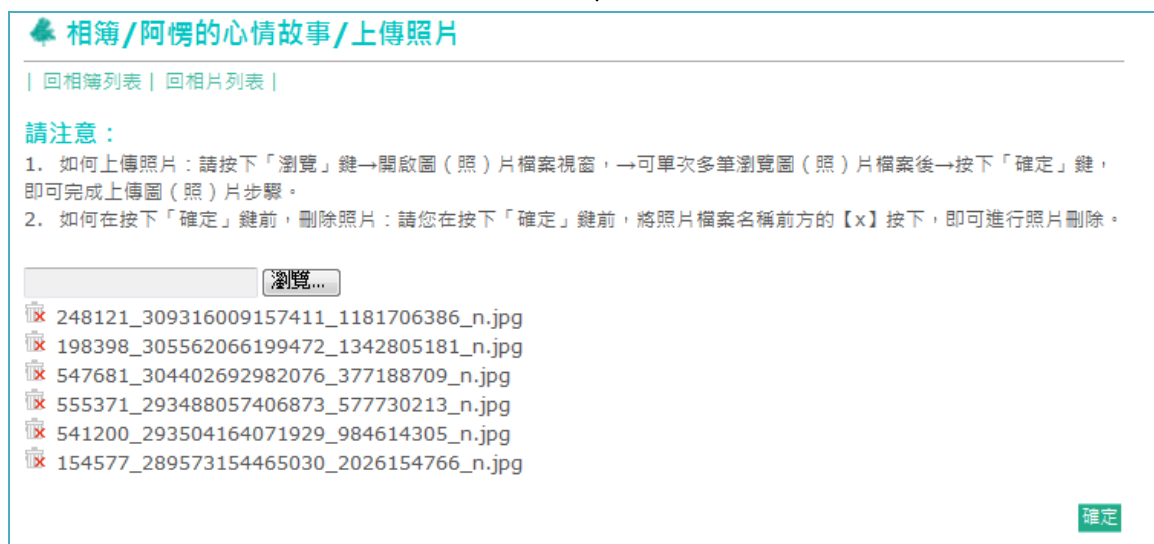 相簿/阿愣的心情故事/上傳照片
| 回相簿列表| 回相片列表|
請注意：
1. 如何上傳照片：請按下「瀏覽」鍵→開啟圖（照）片檔案視窗，→可單次多筆瀏覽圖（照）片檔案後→按下「確定」鍵，
即可完成上傳圖（照）片步驟。
2. 如何在按下「確定」鍵前，刪除照片：請您在按下「確定」鍵前，將照片檔案名稱前方的【x】按下，即可進行照片刪除。
瀏覽...
248121_309316009157411_1181706386_n.jpg
198398_305562066199472_1342805181_n.jpg
547681_304402692982076_377188709_n.jpg
555371_293488057406873_577730213_n.jpg
541200_293504164071929_984614305_n.jpg
154577_289573154465030_2026154766_n.jpg
確定